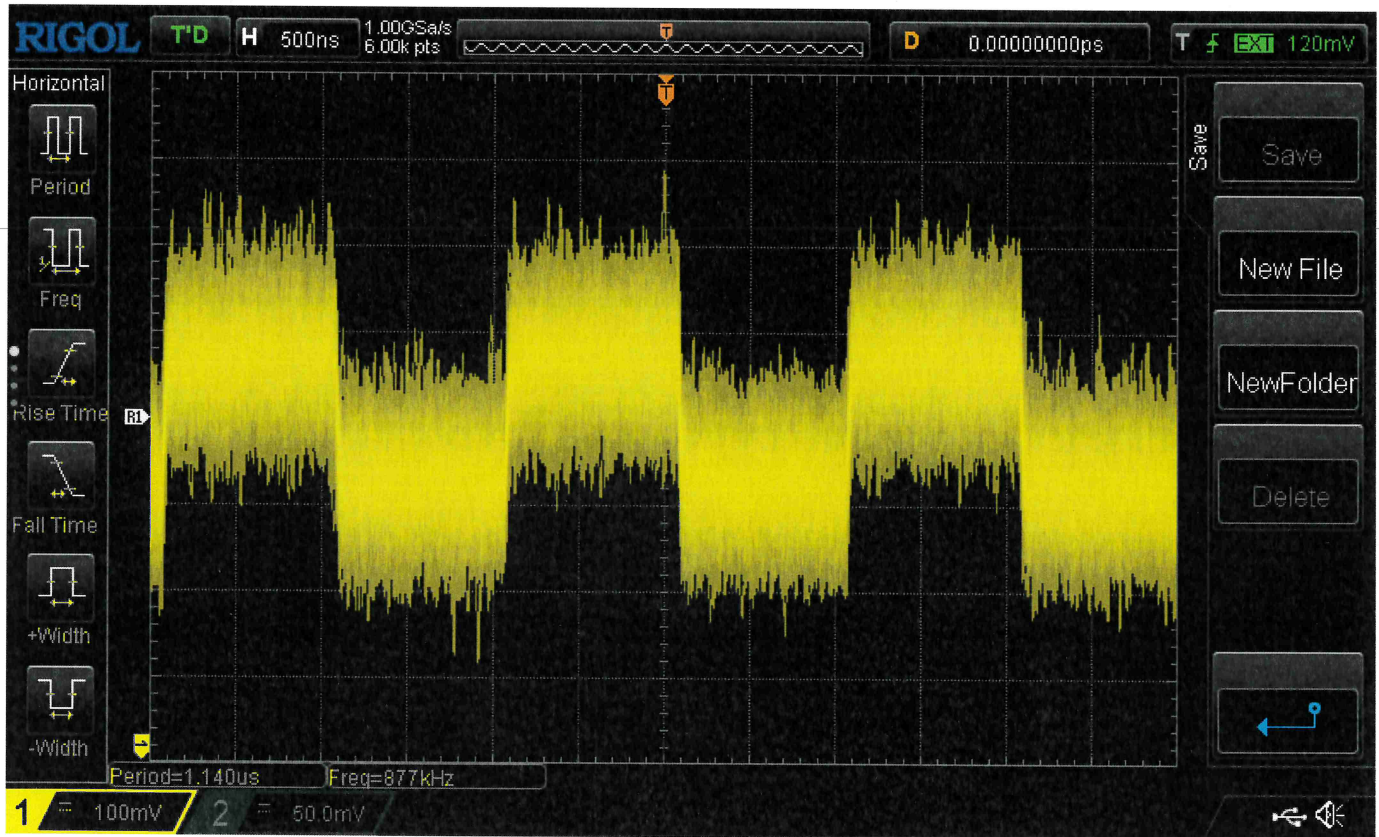 RIGOL T'D H 500ns 1.00GSa/s
6.00k pts
T
D 0.00000000ps T EXT 120mV
Horizontal
T
Period
Freq
Rise Time
Fall Time
+Width
-Width
R1
Save
Save
New File
NewFolder
Delete
Period=1.140us Freq=877kHz
1 100mV 2 50.0mV